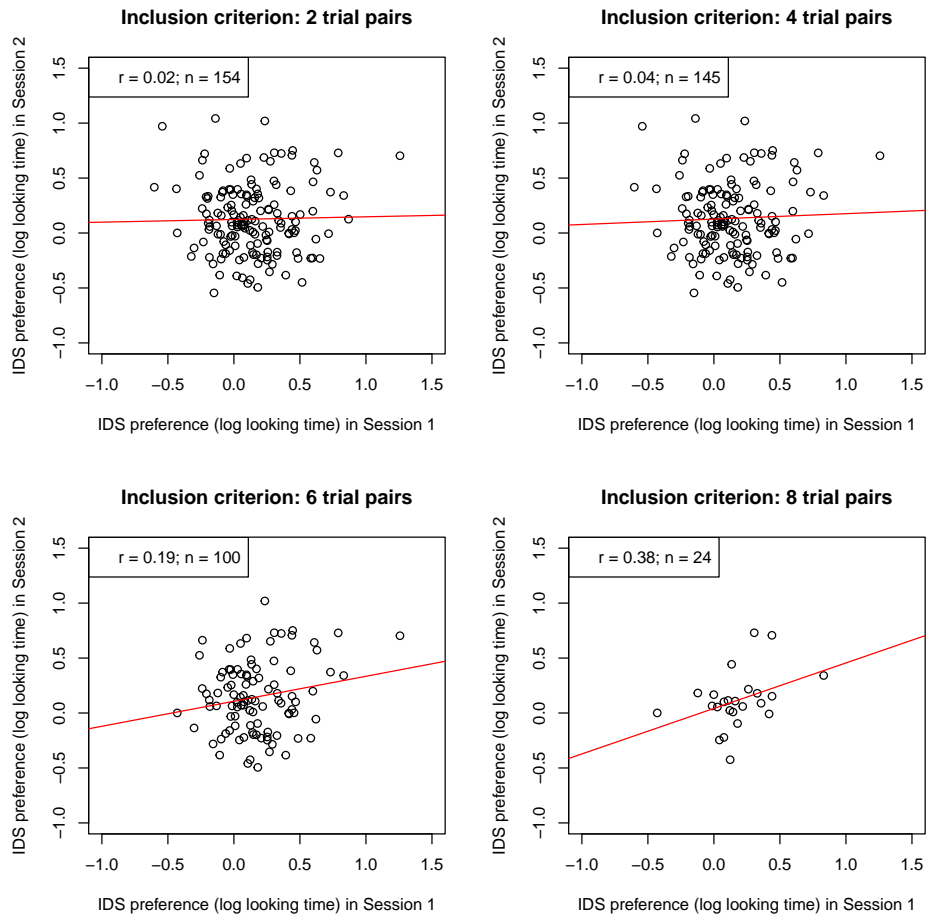 Inclusion criterion: 2 trial pairs
r = 0.02; n = 154
IDS preference (log looking time) in Session 2
1.5
1.0
0.5
0.0
−0.5
−1.0
−1.0 −0.5 0.0 0.5 1.0 1.5
IDS preference (log looking time) in Session 1
Inclusion criterion: 4 trial pairs
r = 0.04; n = 145
IDS preference (log looking time) in Session 2
1.5
1.0
0.5
0.0
−0.5
−1.0
−1.0 −0.5 0.0 0.5 1.0 1.5
IDS preference (log looking time) in Session 1
Inclusion criterion: 6 trial pairs
r = 0.19; n = 100
IDS preference (log looking time) in Session 2
1.5
1.0
0.5
0.0
−0.5
−1.0
−1.0 −0.5 0.0 0.5 1.0 1.5
IDS preference (log looking time) in Session 1
Inclusion criterion: 8 trial pairs
r = 0.38; n = 24
IDS preference (log looking time) in Session 2
1.5
1.0
0.5
0.0
−0.5
−1.0
−1.0 −0.5 0.0 0.5 1.0 1.5
IDS preference (log looking time) in Session 1